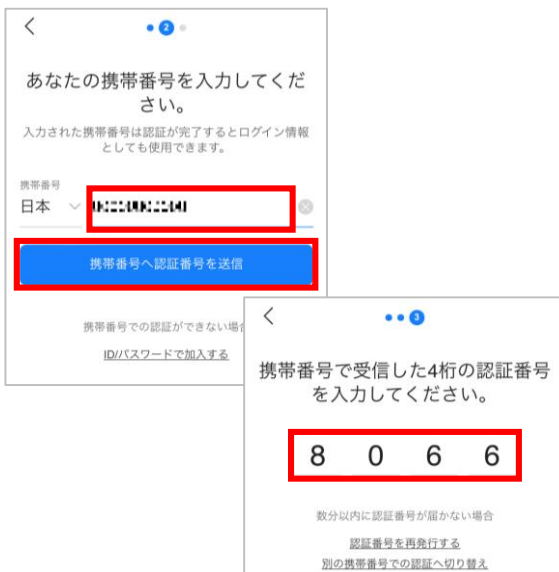 2
あなたの携帯番号を入力してくだ
さい。
入力された携帯番号は認証が完了するとログイン情報
としても使用できます。
携帯番号
日本
携帯番号へ認証番号を送信
携帯番号での認証ができない場合
ID/パスワードで加入する
3
携帯番号で受信した4桁の認証番号
を入力してください。
8 0 6 6
数分以内に認証番号が届かない場合
認証番号を再発行する
別の携帯番号での認証へ切り替え